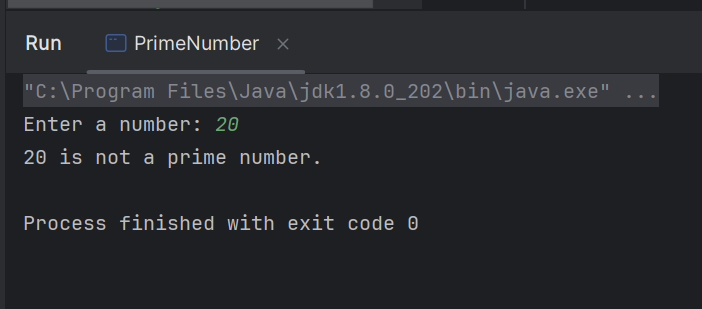 Run PrimeNumber
"C:\Program Files\Java\jdk1.8.0_202\bin\java.exe" ...
Enter a number: 20
20 is not a prime number.
Process finished with exit code 0